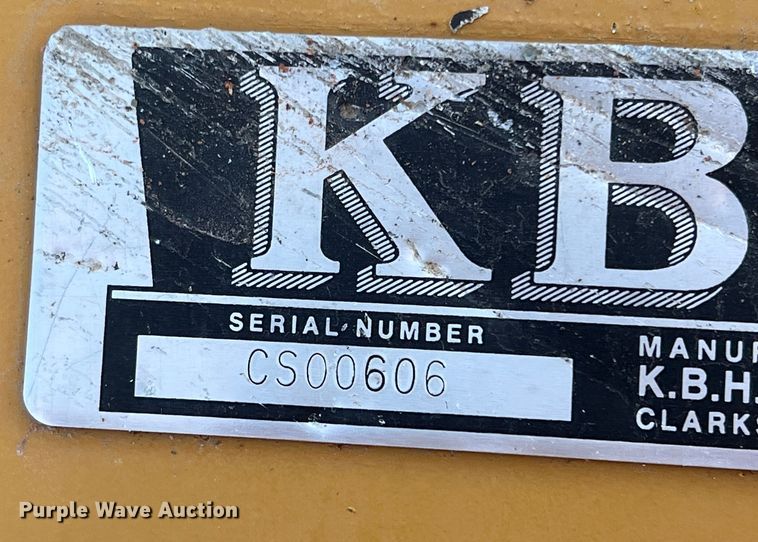 KB
SERIAL NUMBER
CS00606
MANUF
K.B.H.
CLARKS
Purple Wave Auction